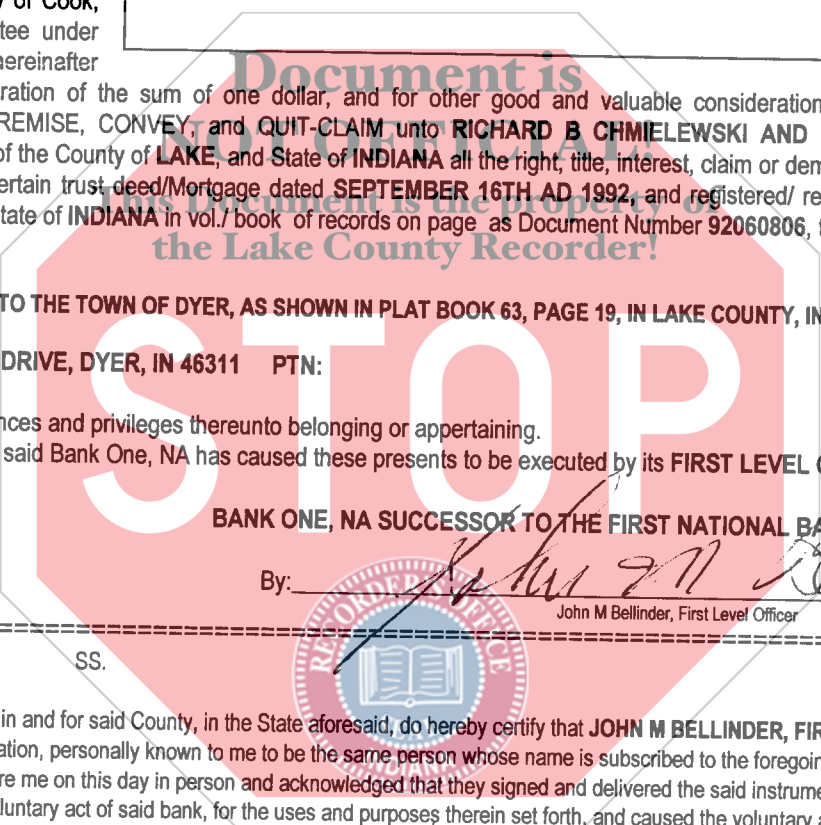 y of Cook,
tee under
hereinafter
ration of the sum of one dollar, and for other good and valuable consideration
REMISE, CONVEY, and QUIT-CLAIM unto RICHARD B CHMIELEWSKI AND
of the County of LAKE, and State of INDIANA all the right, title, interest, claim or dem
ertain trust deed/Mortgage dated SEPTEMBER 16TH AD 1992, and registered/ re
tate of INDIANA in vol./ book of records on page as Document Number 92060806,
Document is
NOT OFFICIAL!
This Document is the property of
the Lake County Recorder!
TO THE TOWN OF DYER, AS SHOWN IN PLAT BOOK 63, PAGE 19, IN LAKE COUNTY, IN
DRIVE, DYER, IN 46311 PTN:
STOP
nces and privileges thereunto belonging or appertaining.
said Bank One, NA has caused these presents to be executed by its FIRST LEVEL
BANK ONE, NA SUCCESSOR TO THE FIRST NATIONAL BA
By:
John M Bellinder, First Level Officer
RECORDER'S OFFICE
LAKE COUNTY INDIANA
SS.
in and for said County, in the State aforesaid, do hereby certify that JOHN M BELLINDER, FIR
ation, personally known to me to be the same person whose name is subscribed to the foregoin
re me on this day in person and acknowledged that they signed and delivered the said instrume
luntary act of said bank, for the uses and purposes therein set forth, and caused the voluntary a